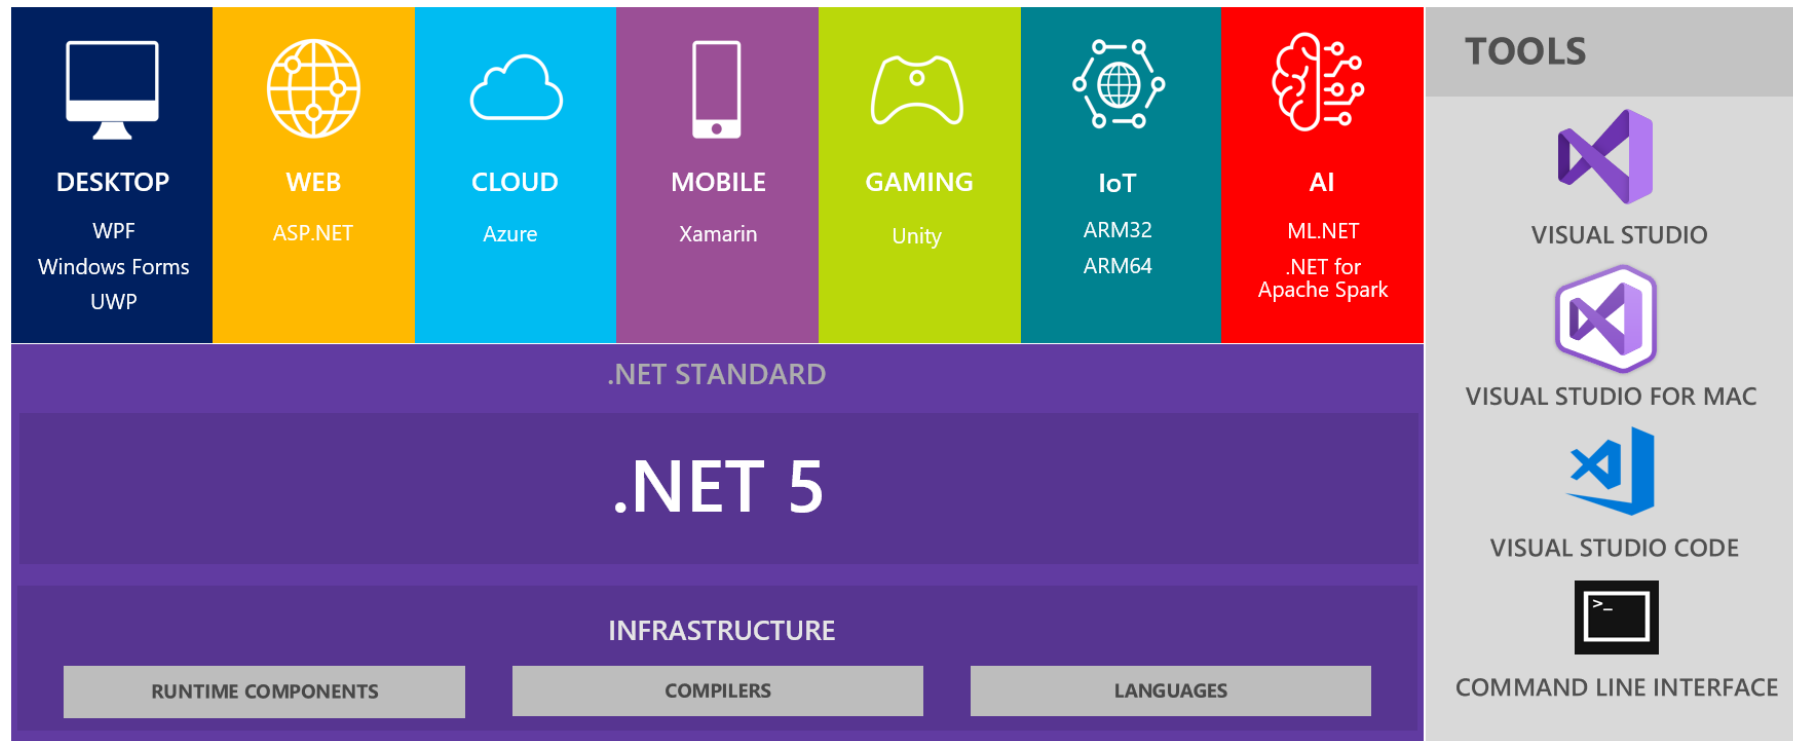 DESKTOP
WPF
Windows Forms
UWP
WEB
ASP.NET
CLOUD
Azure
MOBILE
Xamarin
GAMING
Unity
IoT
ARM32
ARM64
AI
ML.NET
.NET for
Apache Spark
.NET STANDARD
.NET 5
INFRASTRUCTURE
RUNTIME COMPONENTS
COMPILERS
LANGUAGES
TOOLS
VISUAL STUDIO
VISUAL STUDIO FOR MAC
VISUAL STUDIO CODE
>_
COMMAND LINE INTERFACE